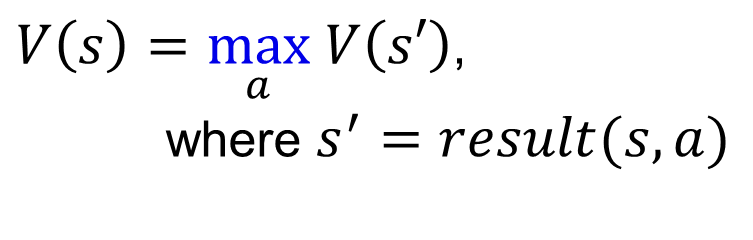 V(s) = max V(s′),
a
where s′ = result(s, a)